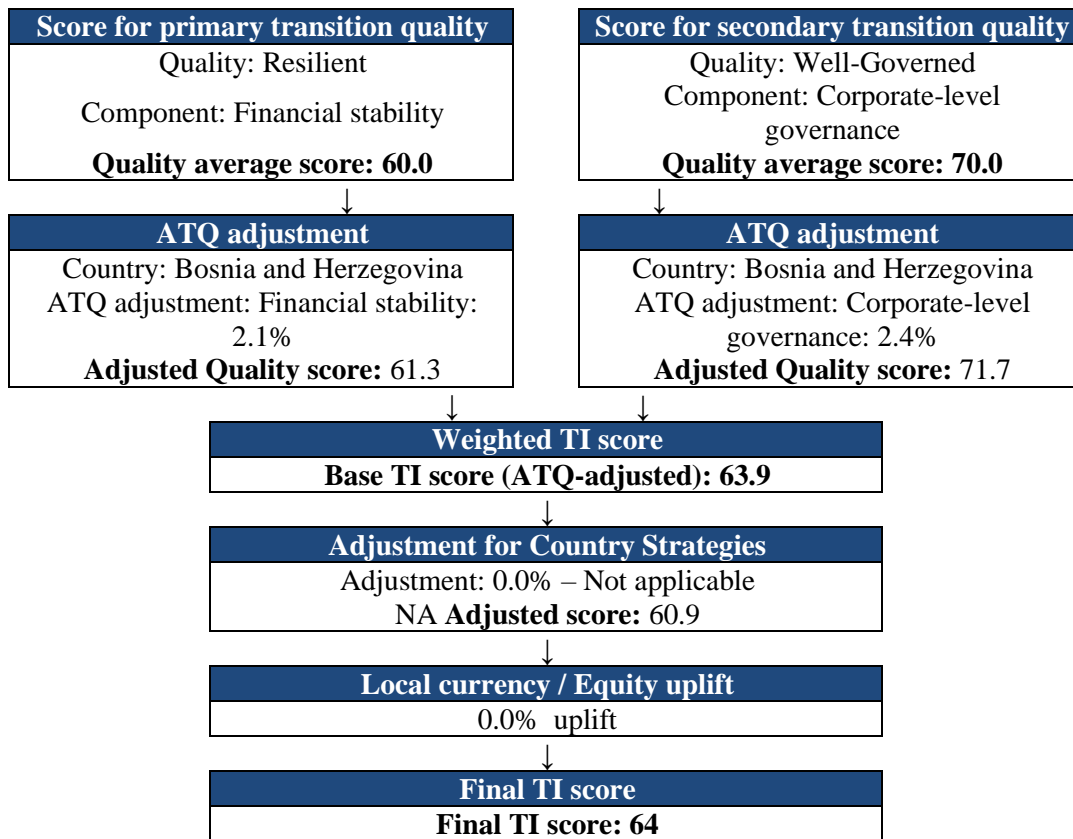 Score for primary transition quality
Quality: Resilient
Component: Financial stability
Quality average score: 60.0
Score for secondary transition quality
Quality: Well-Governed
Component: Corporate-level
governance
Quality average score: 70.0
↓
↓
ATQ adjustment
Country: Bosnia and Herzegovina
ATQ adjustment: Financial stability:
2.1%
Adjusted Quality score: 61.3
ATQ adjustment
Country: Bosnia and Herzegovina
ATQ adjustment: Corporate-level
governance: 2.4%
Adjusted Quality score: 71.7
↓
↓
Weighted TI score
Base TI score (ATQ-adjusted): 63.9
↓
Adjustment for Country Strategies
Adjustment: 0.0% – Not applicable
NA Adjusted score: 60.9
↓
Local currency / Equity uplift
0.0% uplift
↓
Final TI score
Final TI score: 64